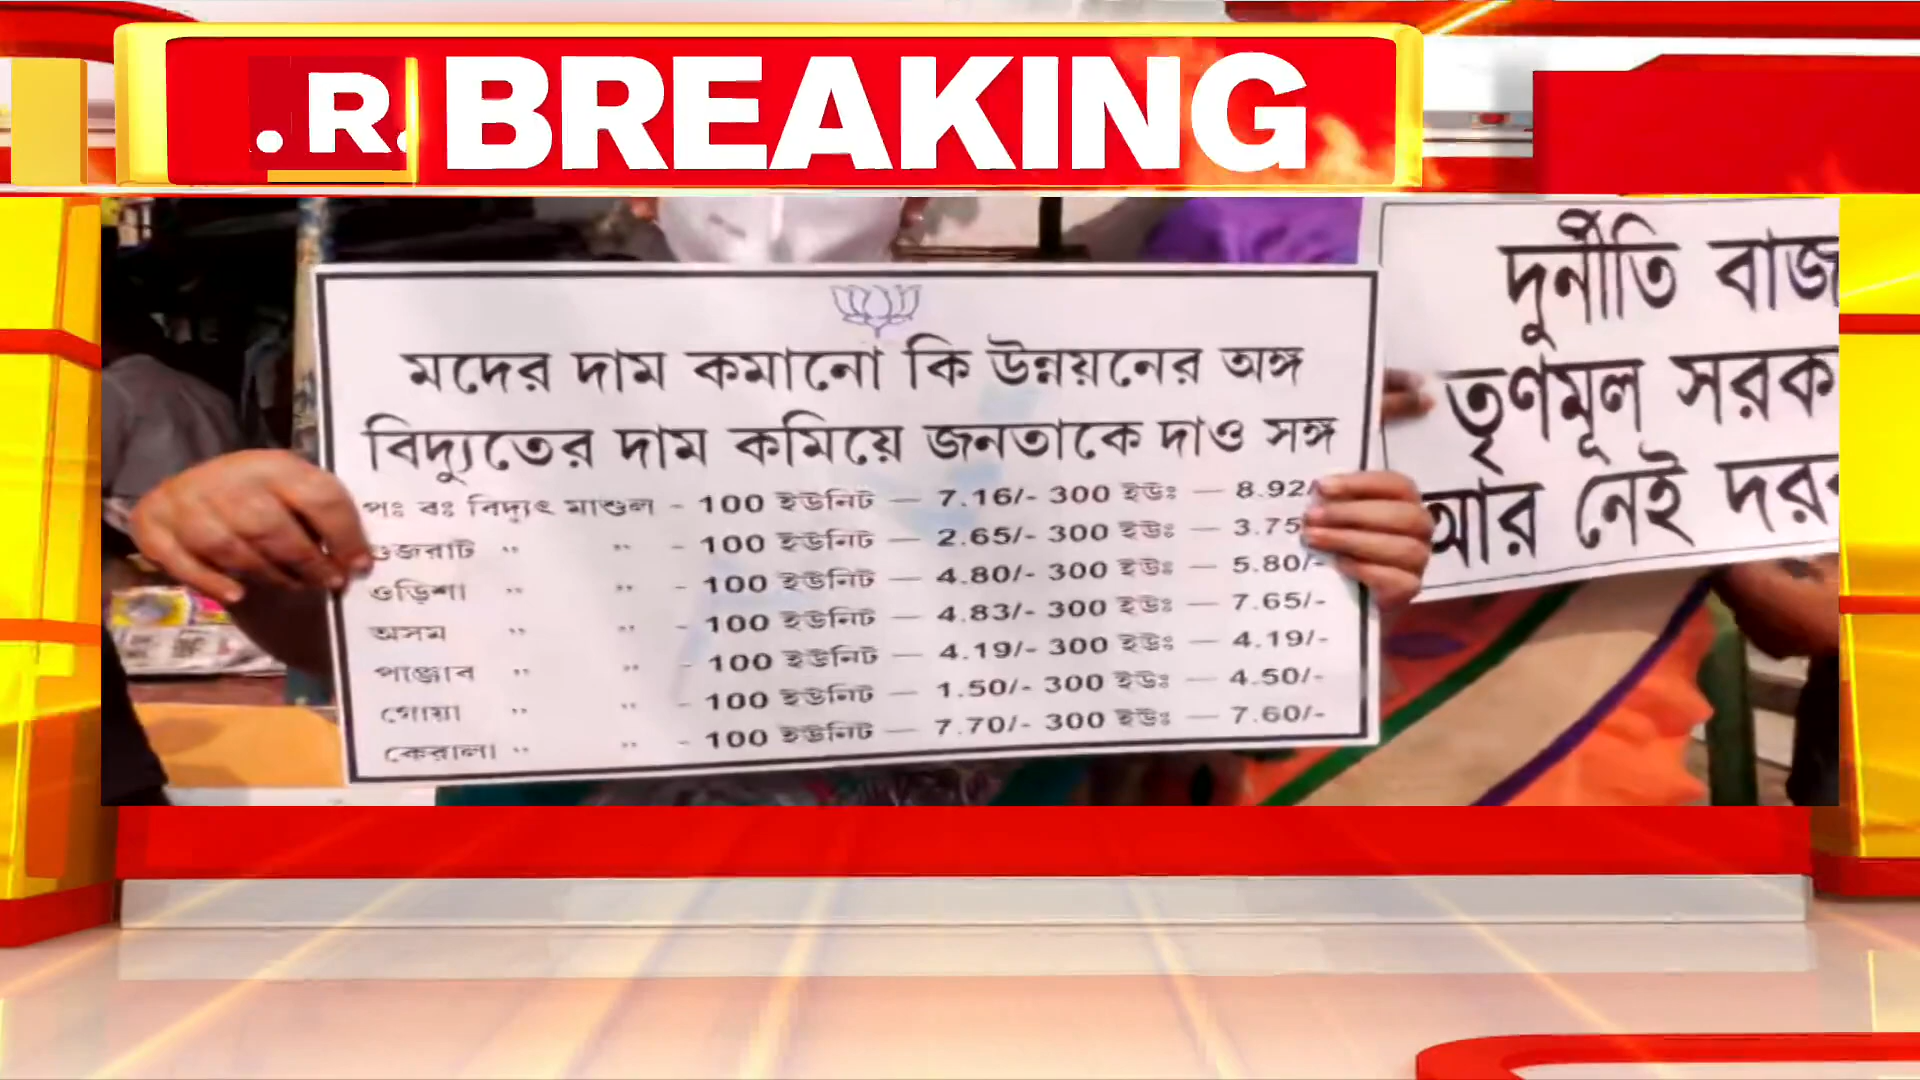 .R.
BREAKING
মদের দাম কমানো কি উন্নয়নের অঙ্গ
বিদ্যুতের দাম কমিয়ে জনতাকে দাও সঙ্গ
পঃ বঃ বিদ্যুৎ মাশুল - 100 ইউনিট — 7.16/- 300 ইউঃ — 8.92/
গুজরাট " " - 100 ইউনিট — 2.65/- 300 ইউঃ — 3.75
ওড়িশা " " - 100 ইউনিট — 4.80/- 300 ইউঃ — 5.80/-
অসম " " - 100 ইউনিট — 4.83/- 300 ইউঃ — 7.65/-
পাঞ্জাব " " - 100 ইউনিট — 4.19/- 300 ইউঃ — 4.19/-
গোয়া " " - 100 ইউনিট — 1.50/- 300 ইউঃ — 4.50/-
কেরালা " " - 100 ইউনিট — 7.70/- 300 ইউঃ — 7.60/-
দুর্নীতি বাজ
তৃণমূল সরক
আর নেই দর